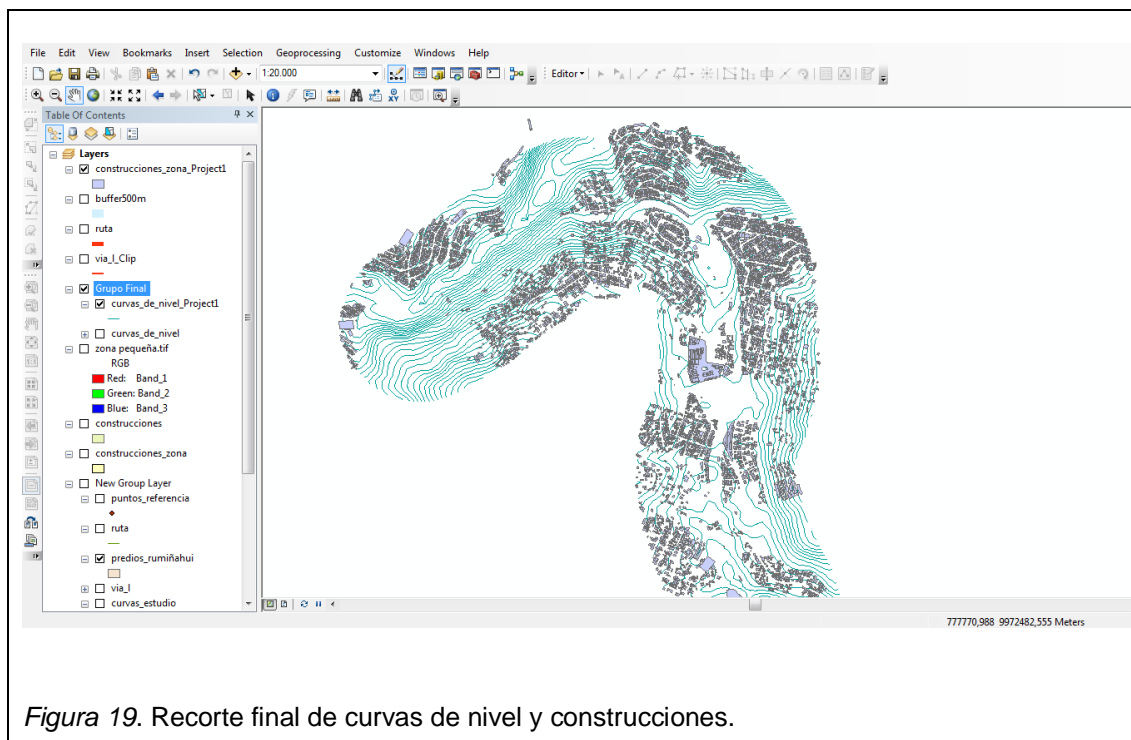 File Edit View Bookmarks Insert Selection Geoprocessing Customize Windows Help
1:20.000
Editor
Table Of Contents
Layers
construcciones_zona_Project1
buffer500m
ruta
via_l_Clip
Grupo Final
curvas_de_nivel_Project1
curvas_de_nivel
zona pequeña.tif
RGB
Red: Band_1
Green: Band_2
Blue: Band_3
construcciones
construcciones_zona
New Group Layer
puntos_referencia
ruta
predios_rumiñahui
via_l
curvas_estudio
777770,988 9972482,555 Meters
Figura 19. Recorte final de curvas de nivel y construcciones.